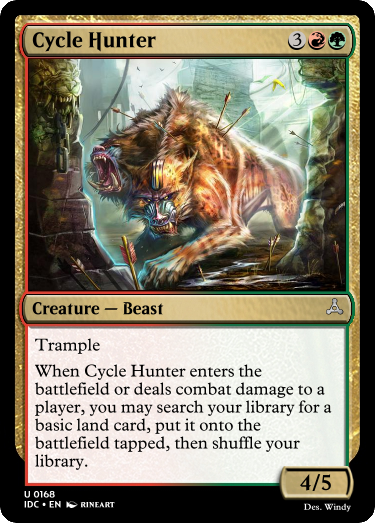 Cycle Hunter 3
Creature — Beast
Trample
When Cycle Hunter enters the
battlefield or deals combat damage to a
player, you may search your library for a
basic land card, put it onto the
battlefield tapped, then shuffle your
library.
4/5
U 0168
IDC • EN RINEART
Des. Windy